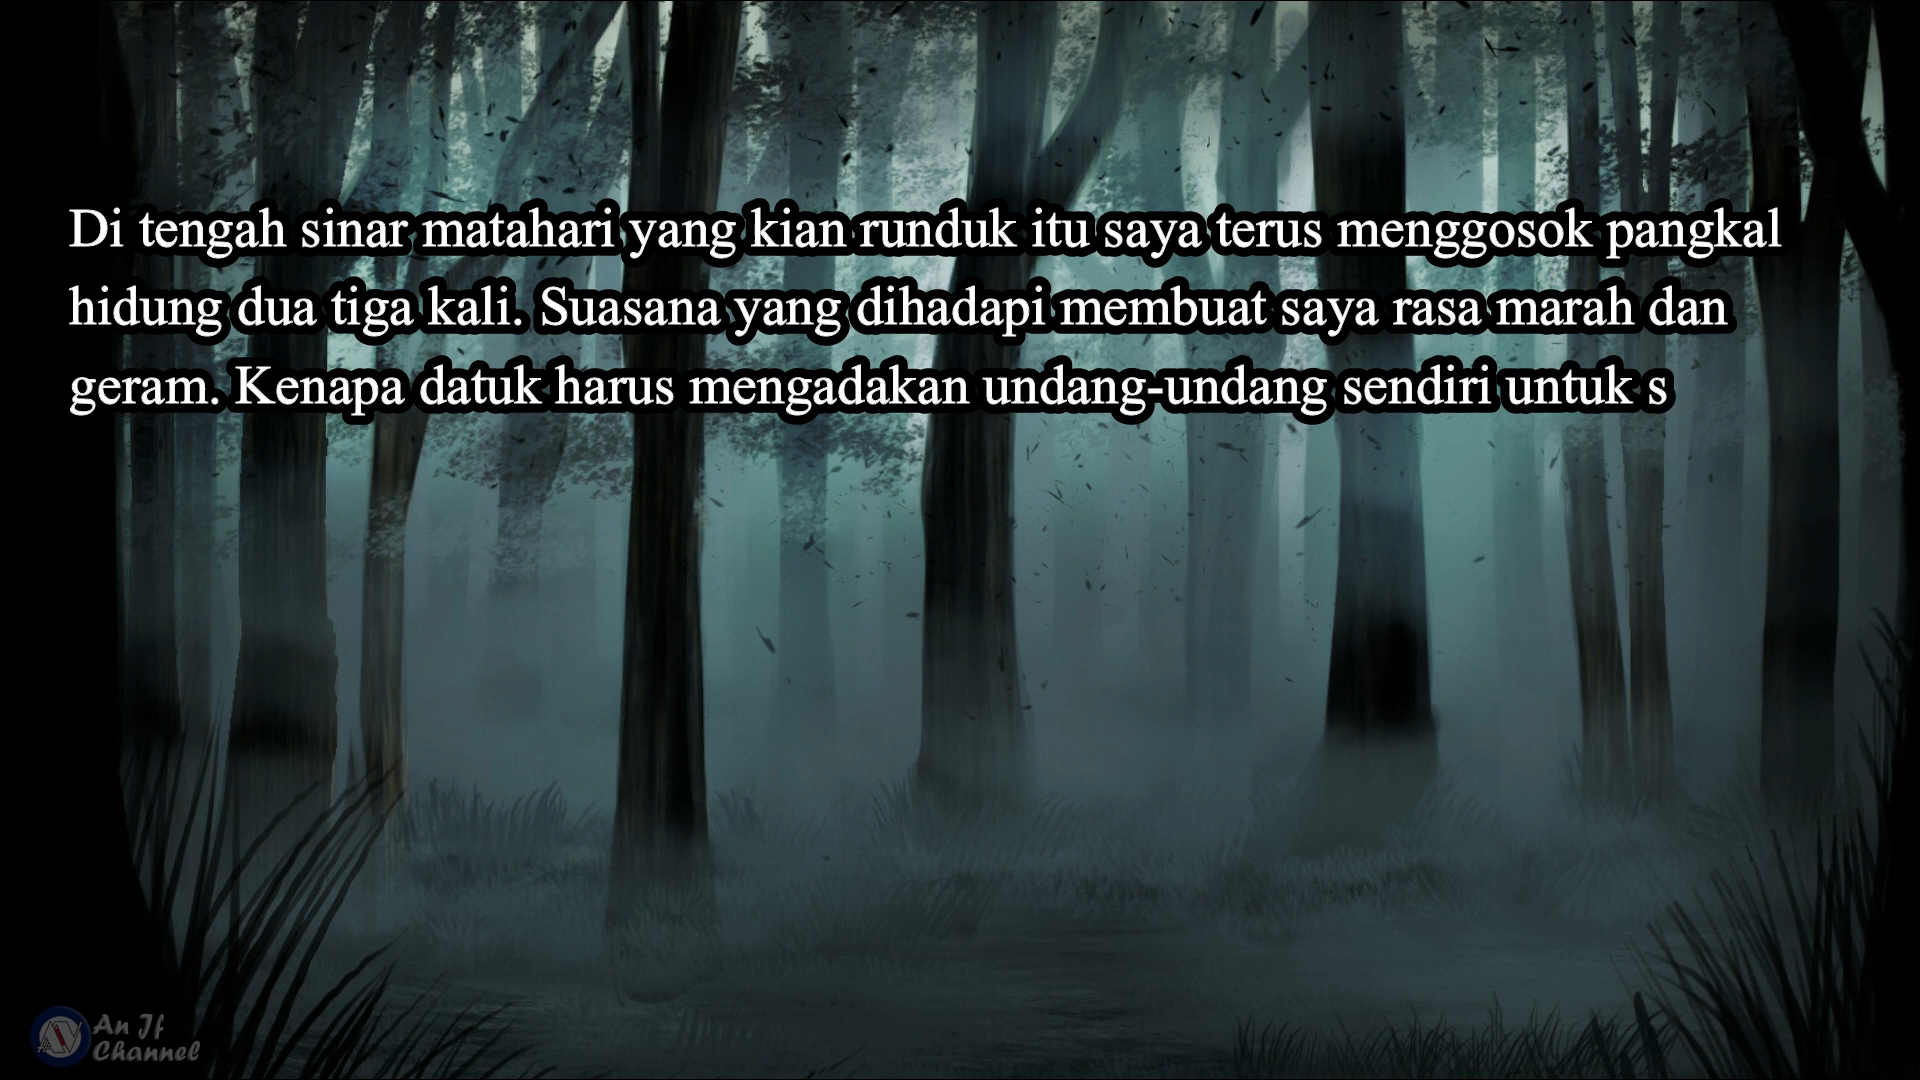 Di tengah sinar matahari yang kian runduk itu saya terus menggosok pangkal
hidung dua tiga kali. Suasana yang dihadapi membuat saya rasa marah dan
geram. Kenapa datuk harus mengadakan undang-undang sendiri untuk s
An If
Channel